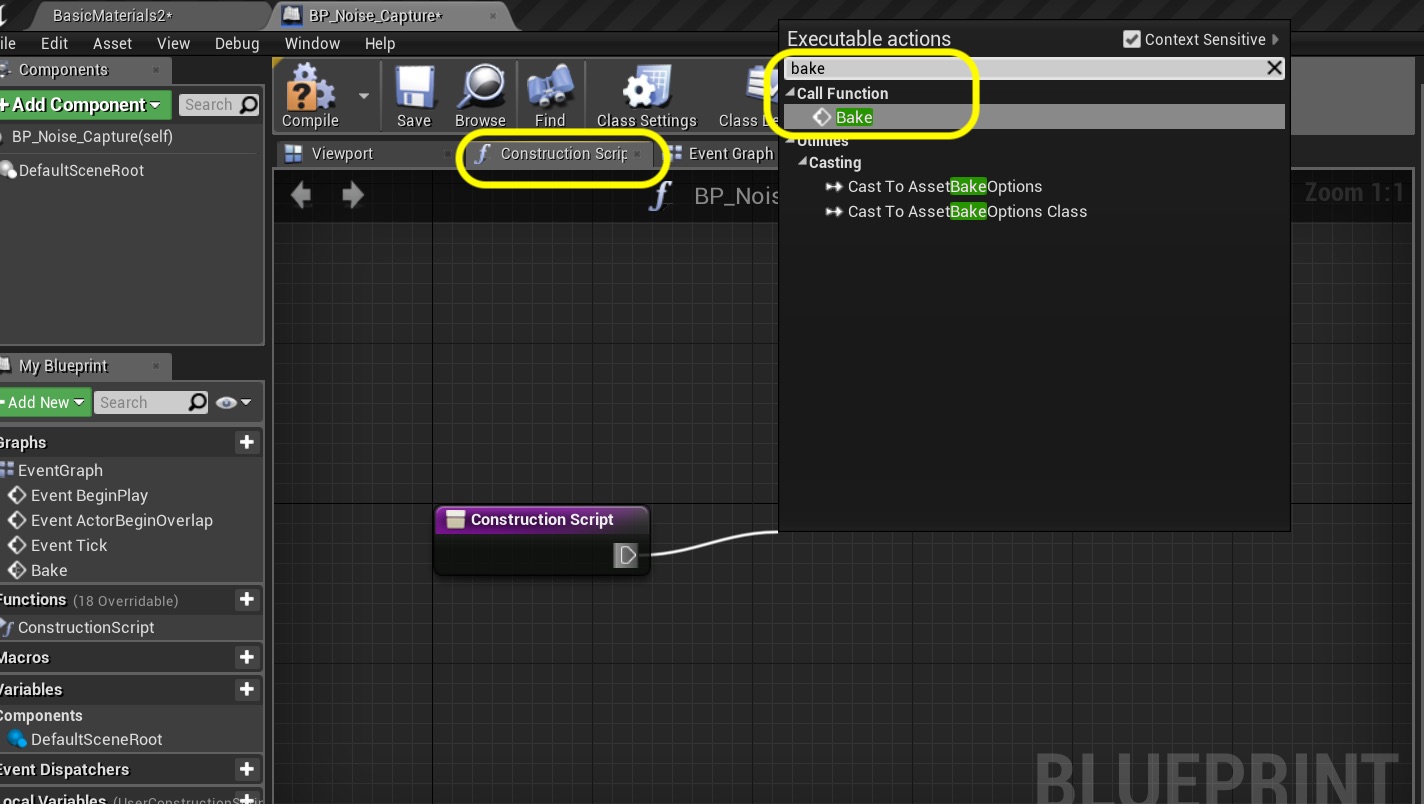 BasicMaterials2*
BP_Noise_Capture*
ile Edit Asset View Debug Window Help
Components
+Add Component
Search
BP_Noise_Capture(self)
DefaultSceneRoot
Compile
Save
Browse
Find
Class Settings
Class De
Viewport
Construction Scrip
Event Graph
BP_Nois
Zoom 1:1
Executable actions
Context Sensitive
bake
Call Function
Bake
Utilities
Casting
Cast To AssetBakeOptions
Cast To AssetBakeOptions Class
My Blueprint
Add New
Search
Graphs
EventGraph
Event BeginPlay
Event ActorBeginOverlap
Event Tick
Bake
Functions (18 Overridable)
ConstructionScript
Macros
Variables
Components
DefaultSceneRoot
Event Dispatchers
Local Variables (UserConstructionScri
Construction Script
BLUEPRINT